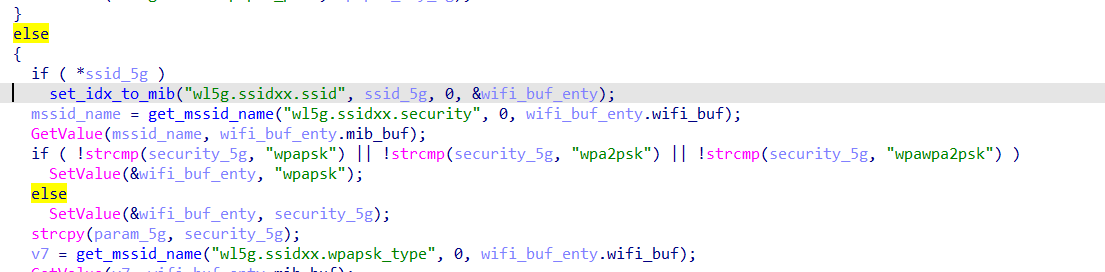 }
else
{
if ( *ssid_5g )
set_idx_to_mib("wl5g.ssidxx.ssid", ssid_5g, 0, &wifi_buf_enty);
mssid_name = get_mssid_name("wl5g.ssidxx.security", 0, wifi_buf_enty.wifi_buf);
GetValue(mssid_name, wifi_buf_enty.mib_buf);
if ( !strcmp(security_5g, "wpapsk") || !strcmp(security_5g, "wpa2psk") || !strcmp(security_5g, "wpawpa2psk") )
SetValue(&wifi_buf_enty, "wpapsk");
else
SetValue(&wifi_buf_enty, security_5g);
strcpy(param_5g, security_5g);
v7 = get_mssid_name("wl5g.ssidxx.wpapsk_type", 0, wifi_buf_enty.wifi_buf);